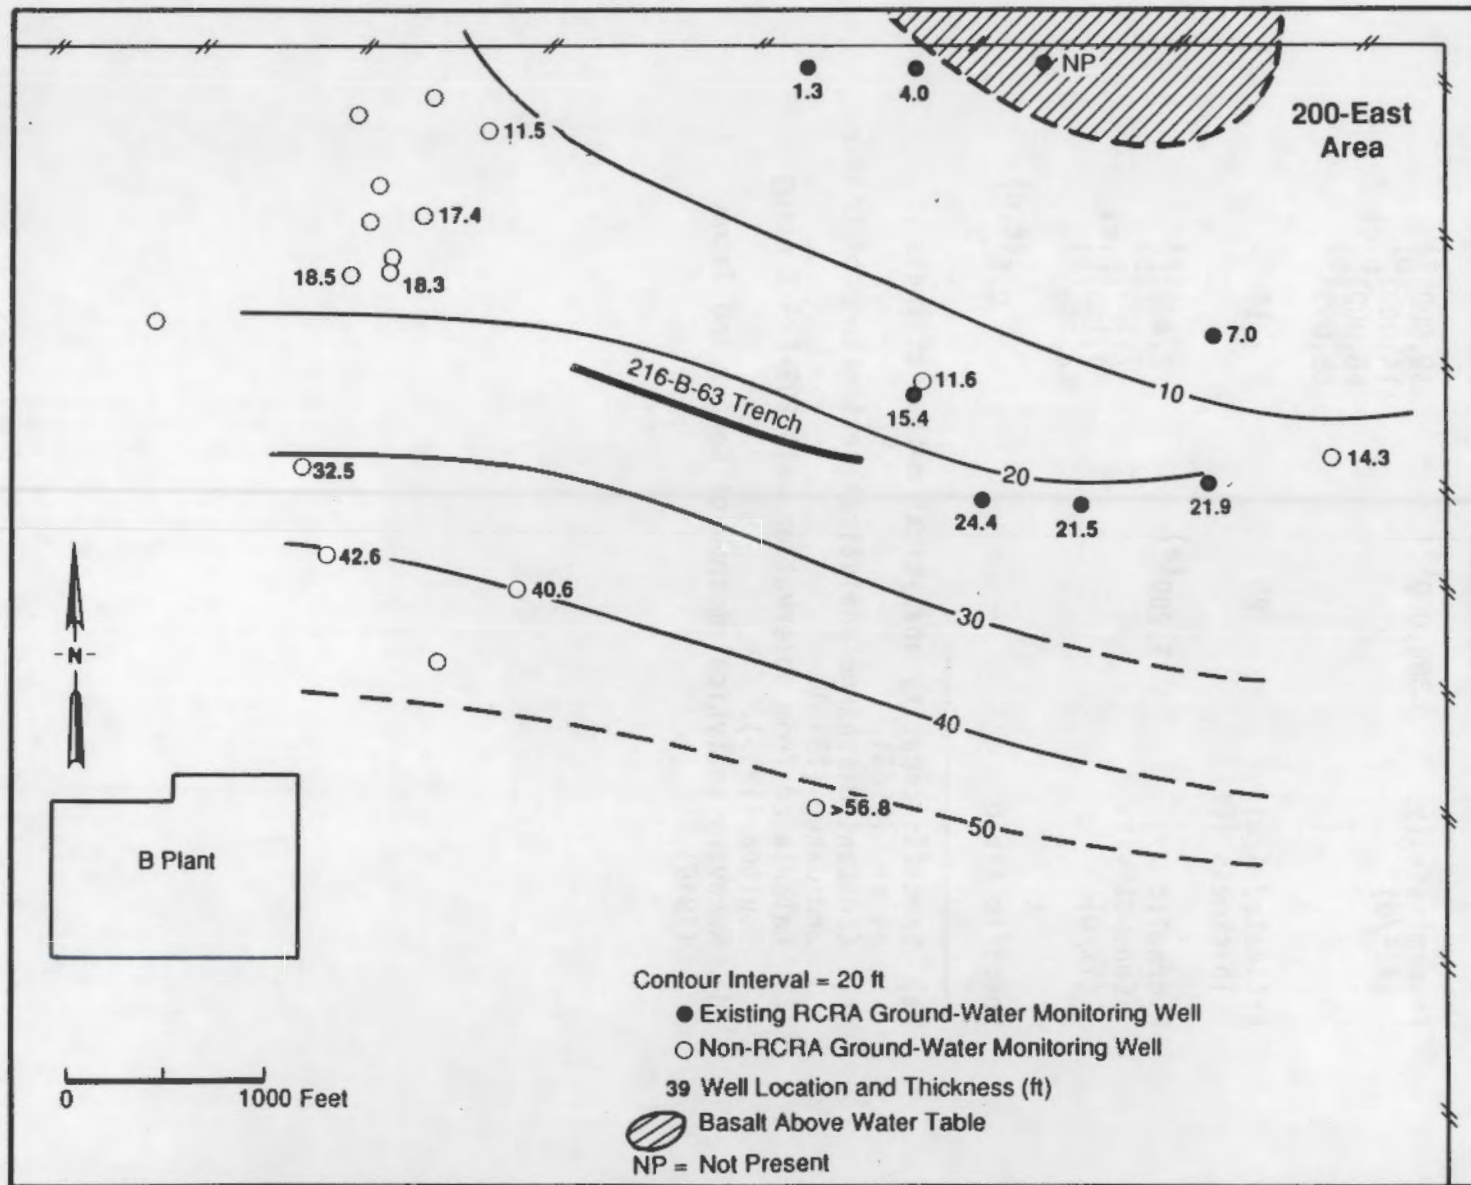 NP
1.3
4.0
200-East
Area
11.5
17.4
18.5
18.3
7.0
216-B-63 Trench
11.6
15.4
10
14.3
32.5
20
24.4
21.5
21.9
42.6
40.6
30
N
40
>56.8
50
B Plant
Contour Interval = 20 ft
Existing RCRA Ground-Water Monitoring Well
Non-RCRA Ground-Water Monitoring Well
39 Well Location and Thickness (ft)
Basalt Above Water Table
NP = Not Present
0 1000 Feet